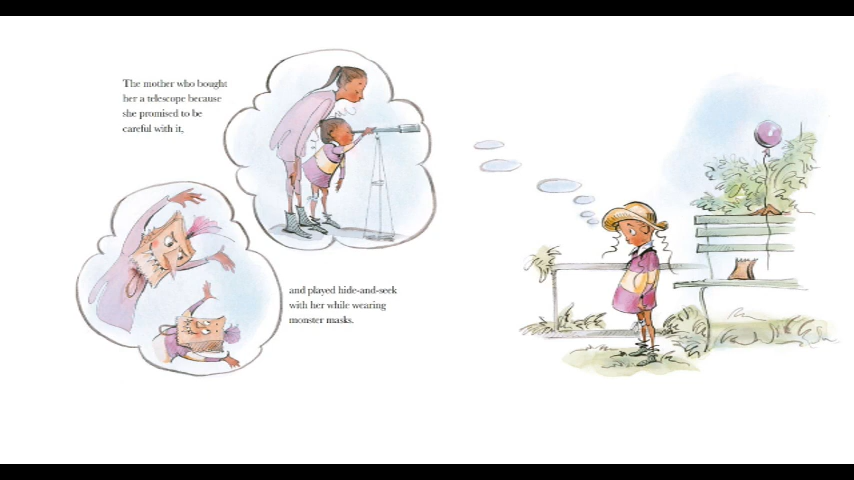 The mother who bought
her a telescope because
she promised to be
careful with it,
and played hide-and-seek
with her while wearing
monster masks.